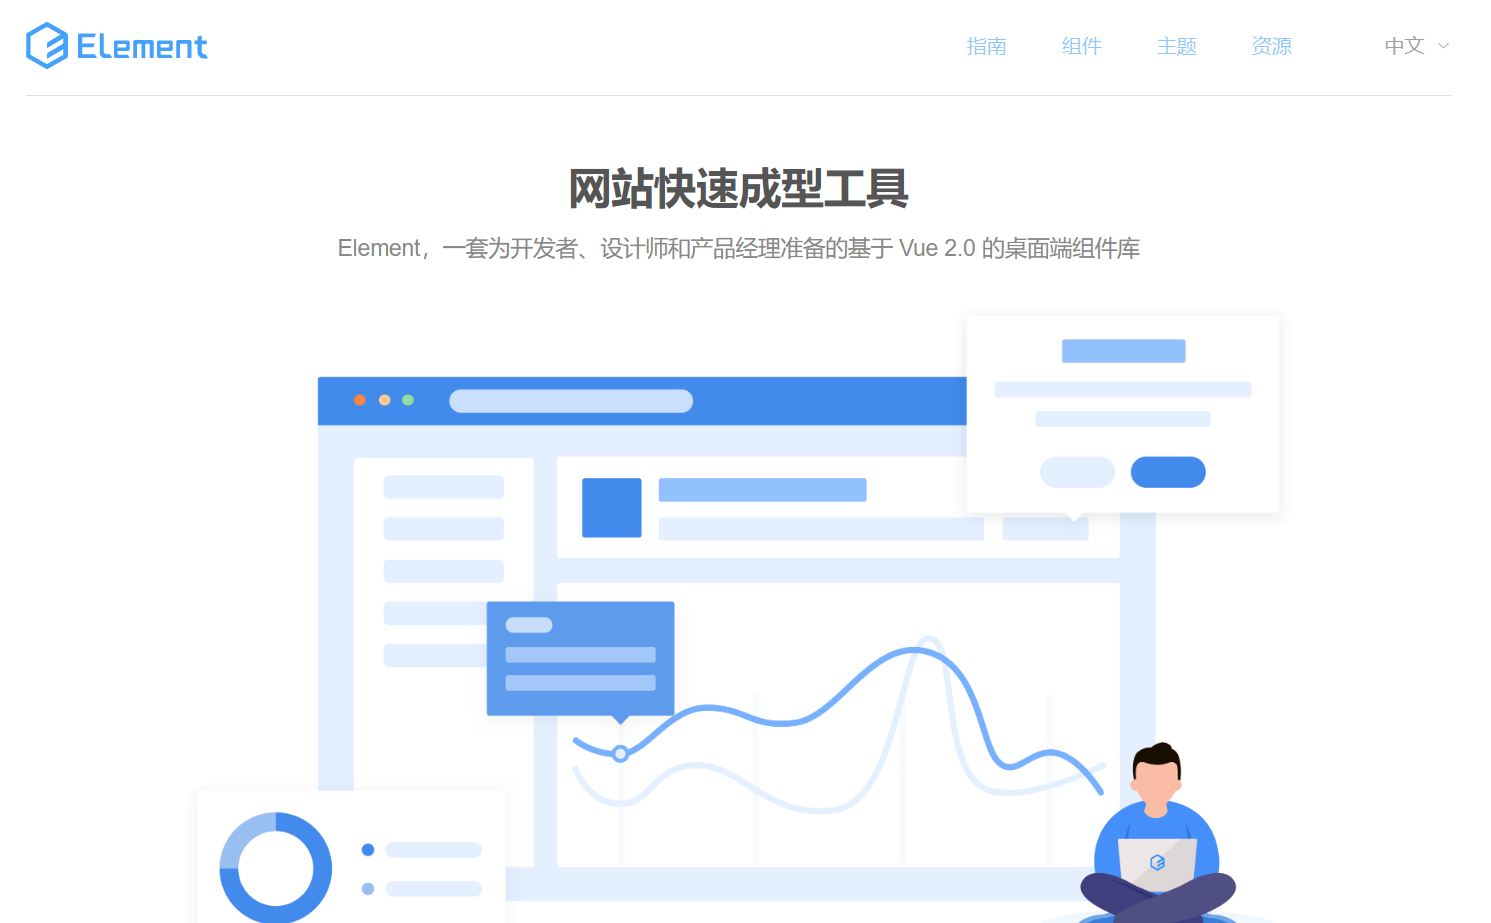 Element
指南 组件 主题 资源 中文
网站快速成型工具
Element，一套为开发者、设计师和产品经理准备的基于 Vue 2.0 的桌面端组件库